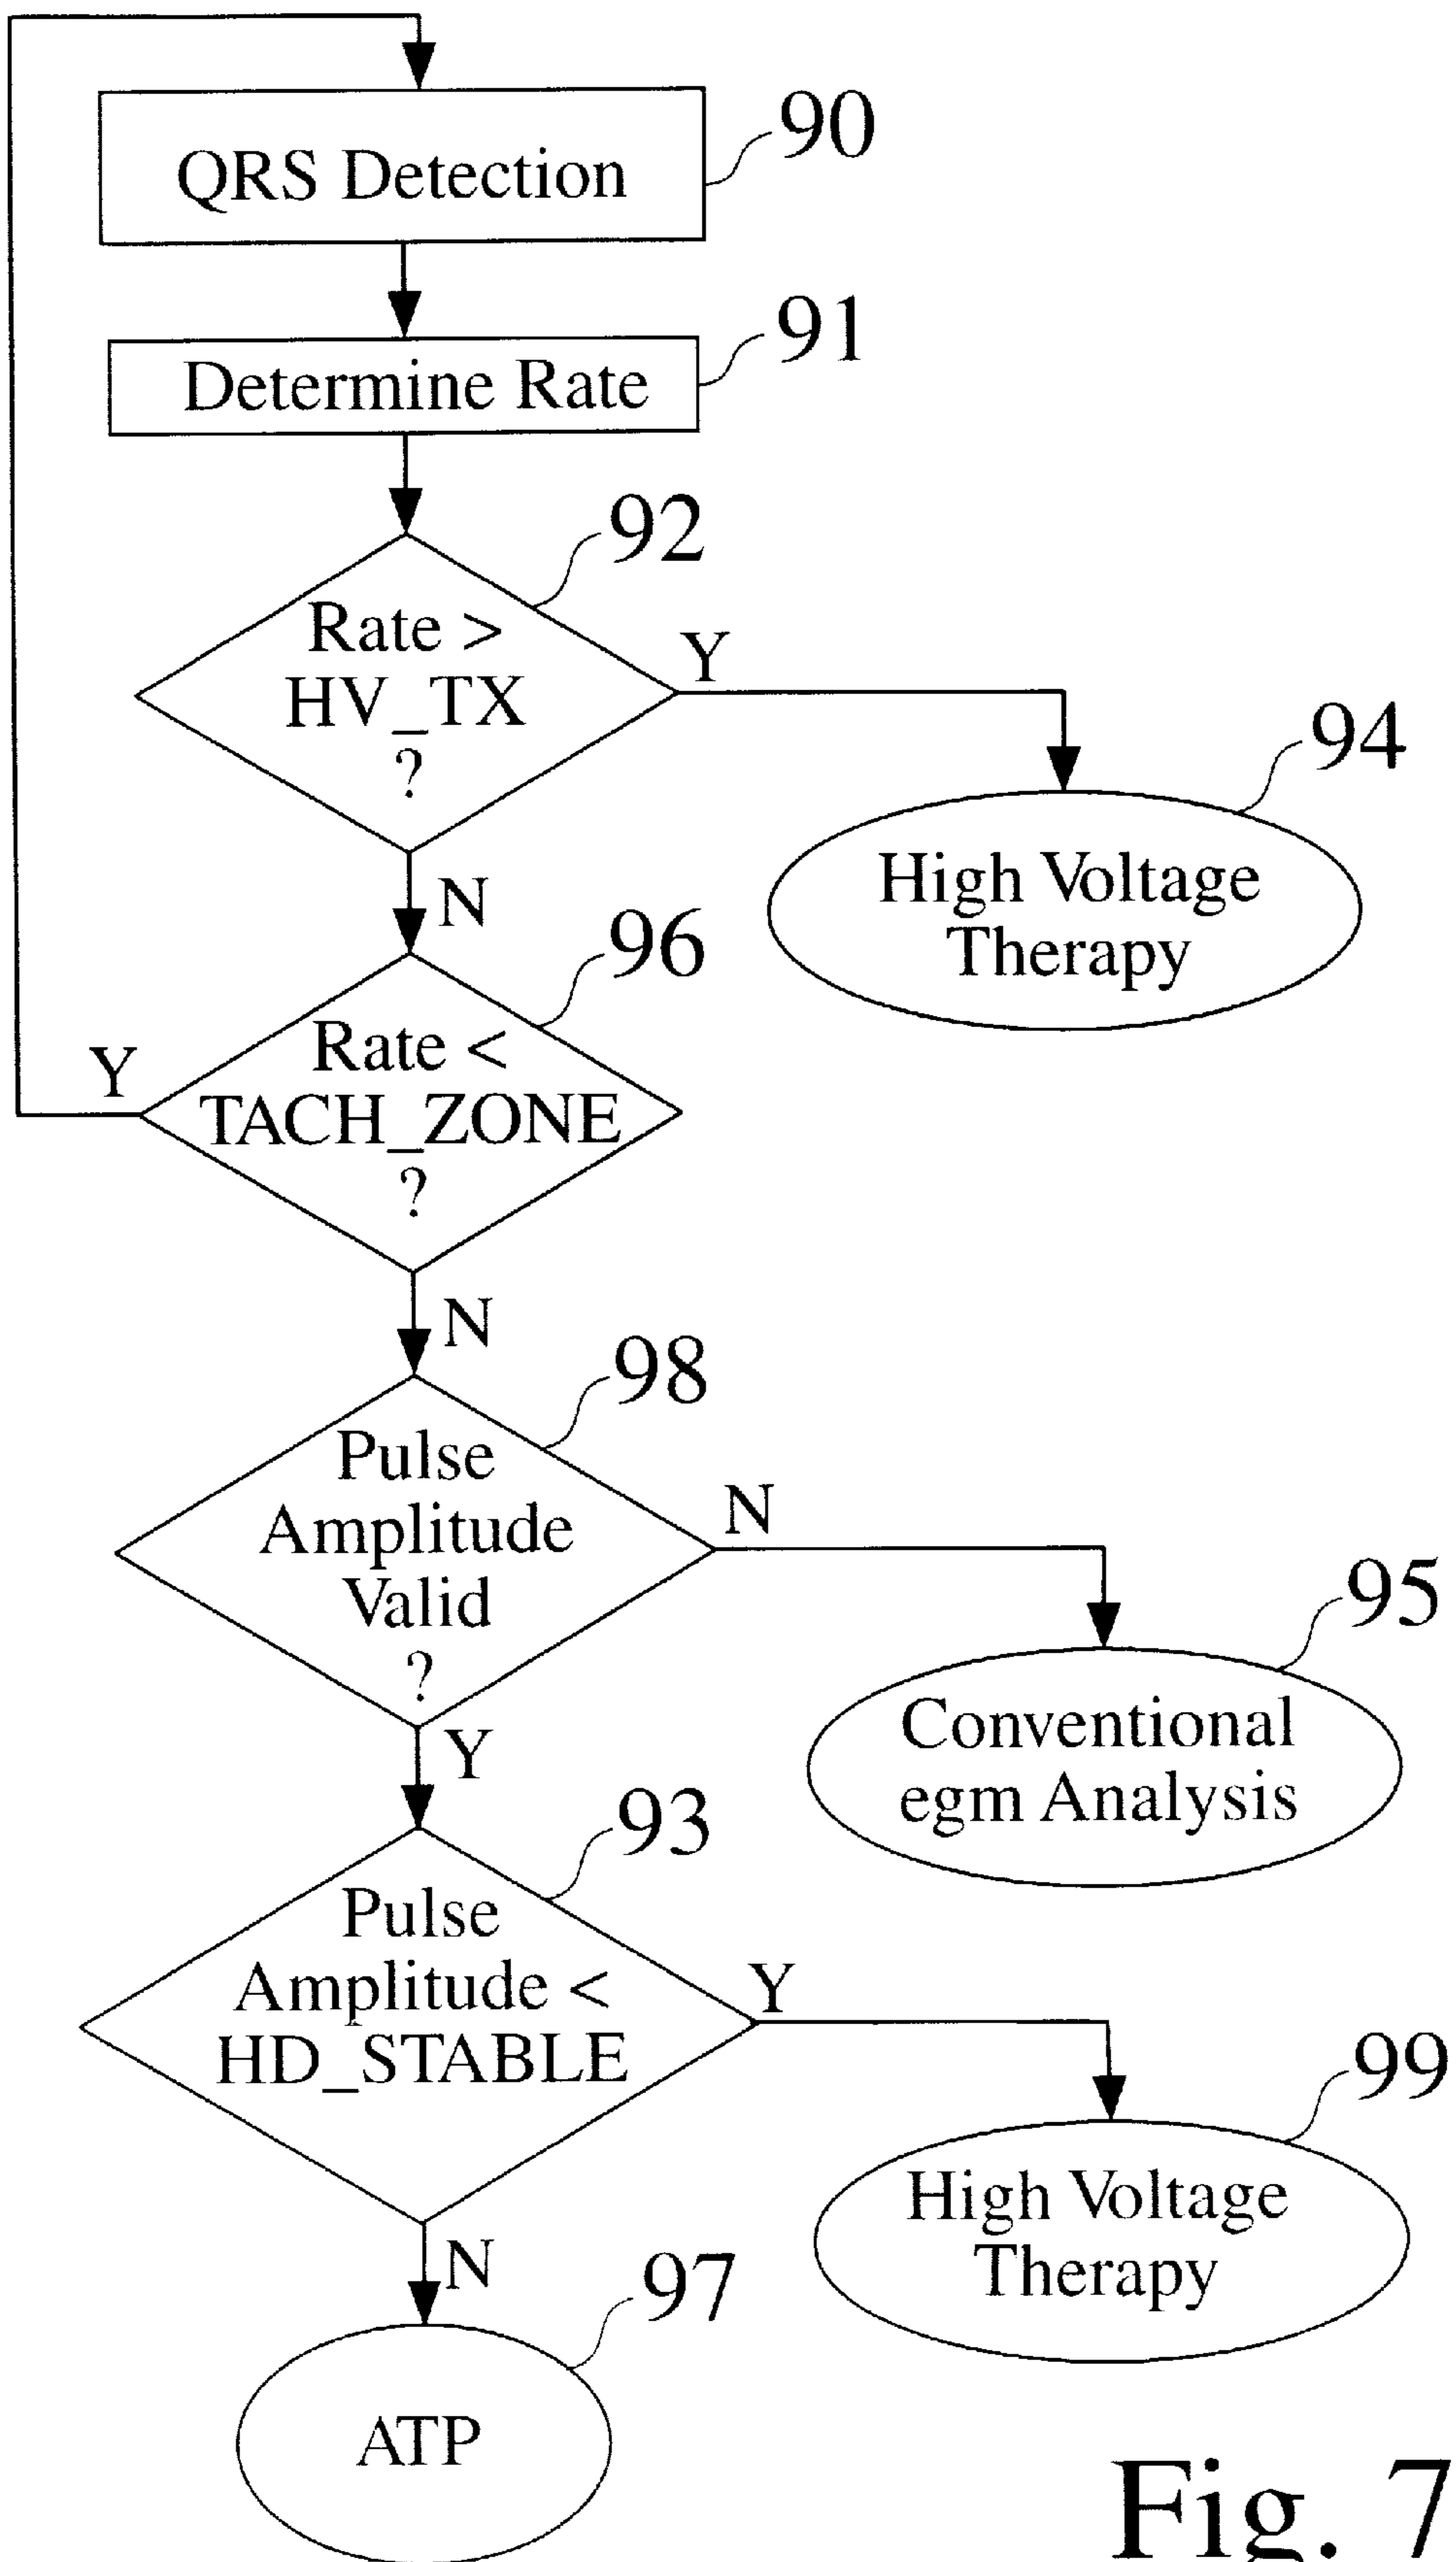 90
QRS Detection
91
Determine Rate
92
Rate >
HV_TX
?
Y
94
High Voltage
Therapy
N
96
Rate <
TACH_ZONE
?
Y
N
98
Pulse
Amplitude
Valid
?
N
95
Conventional
egm Analysis
Y
93
Pulse
Amplitude <
HD_STABLE
Y
99
High Voltage
Therapy
N
97
ATP
Fig. 7